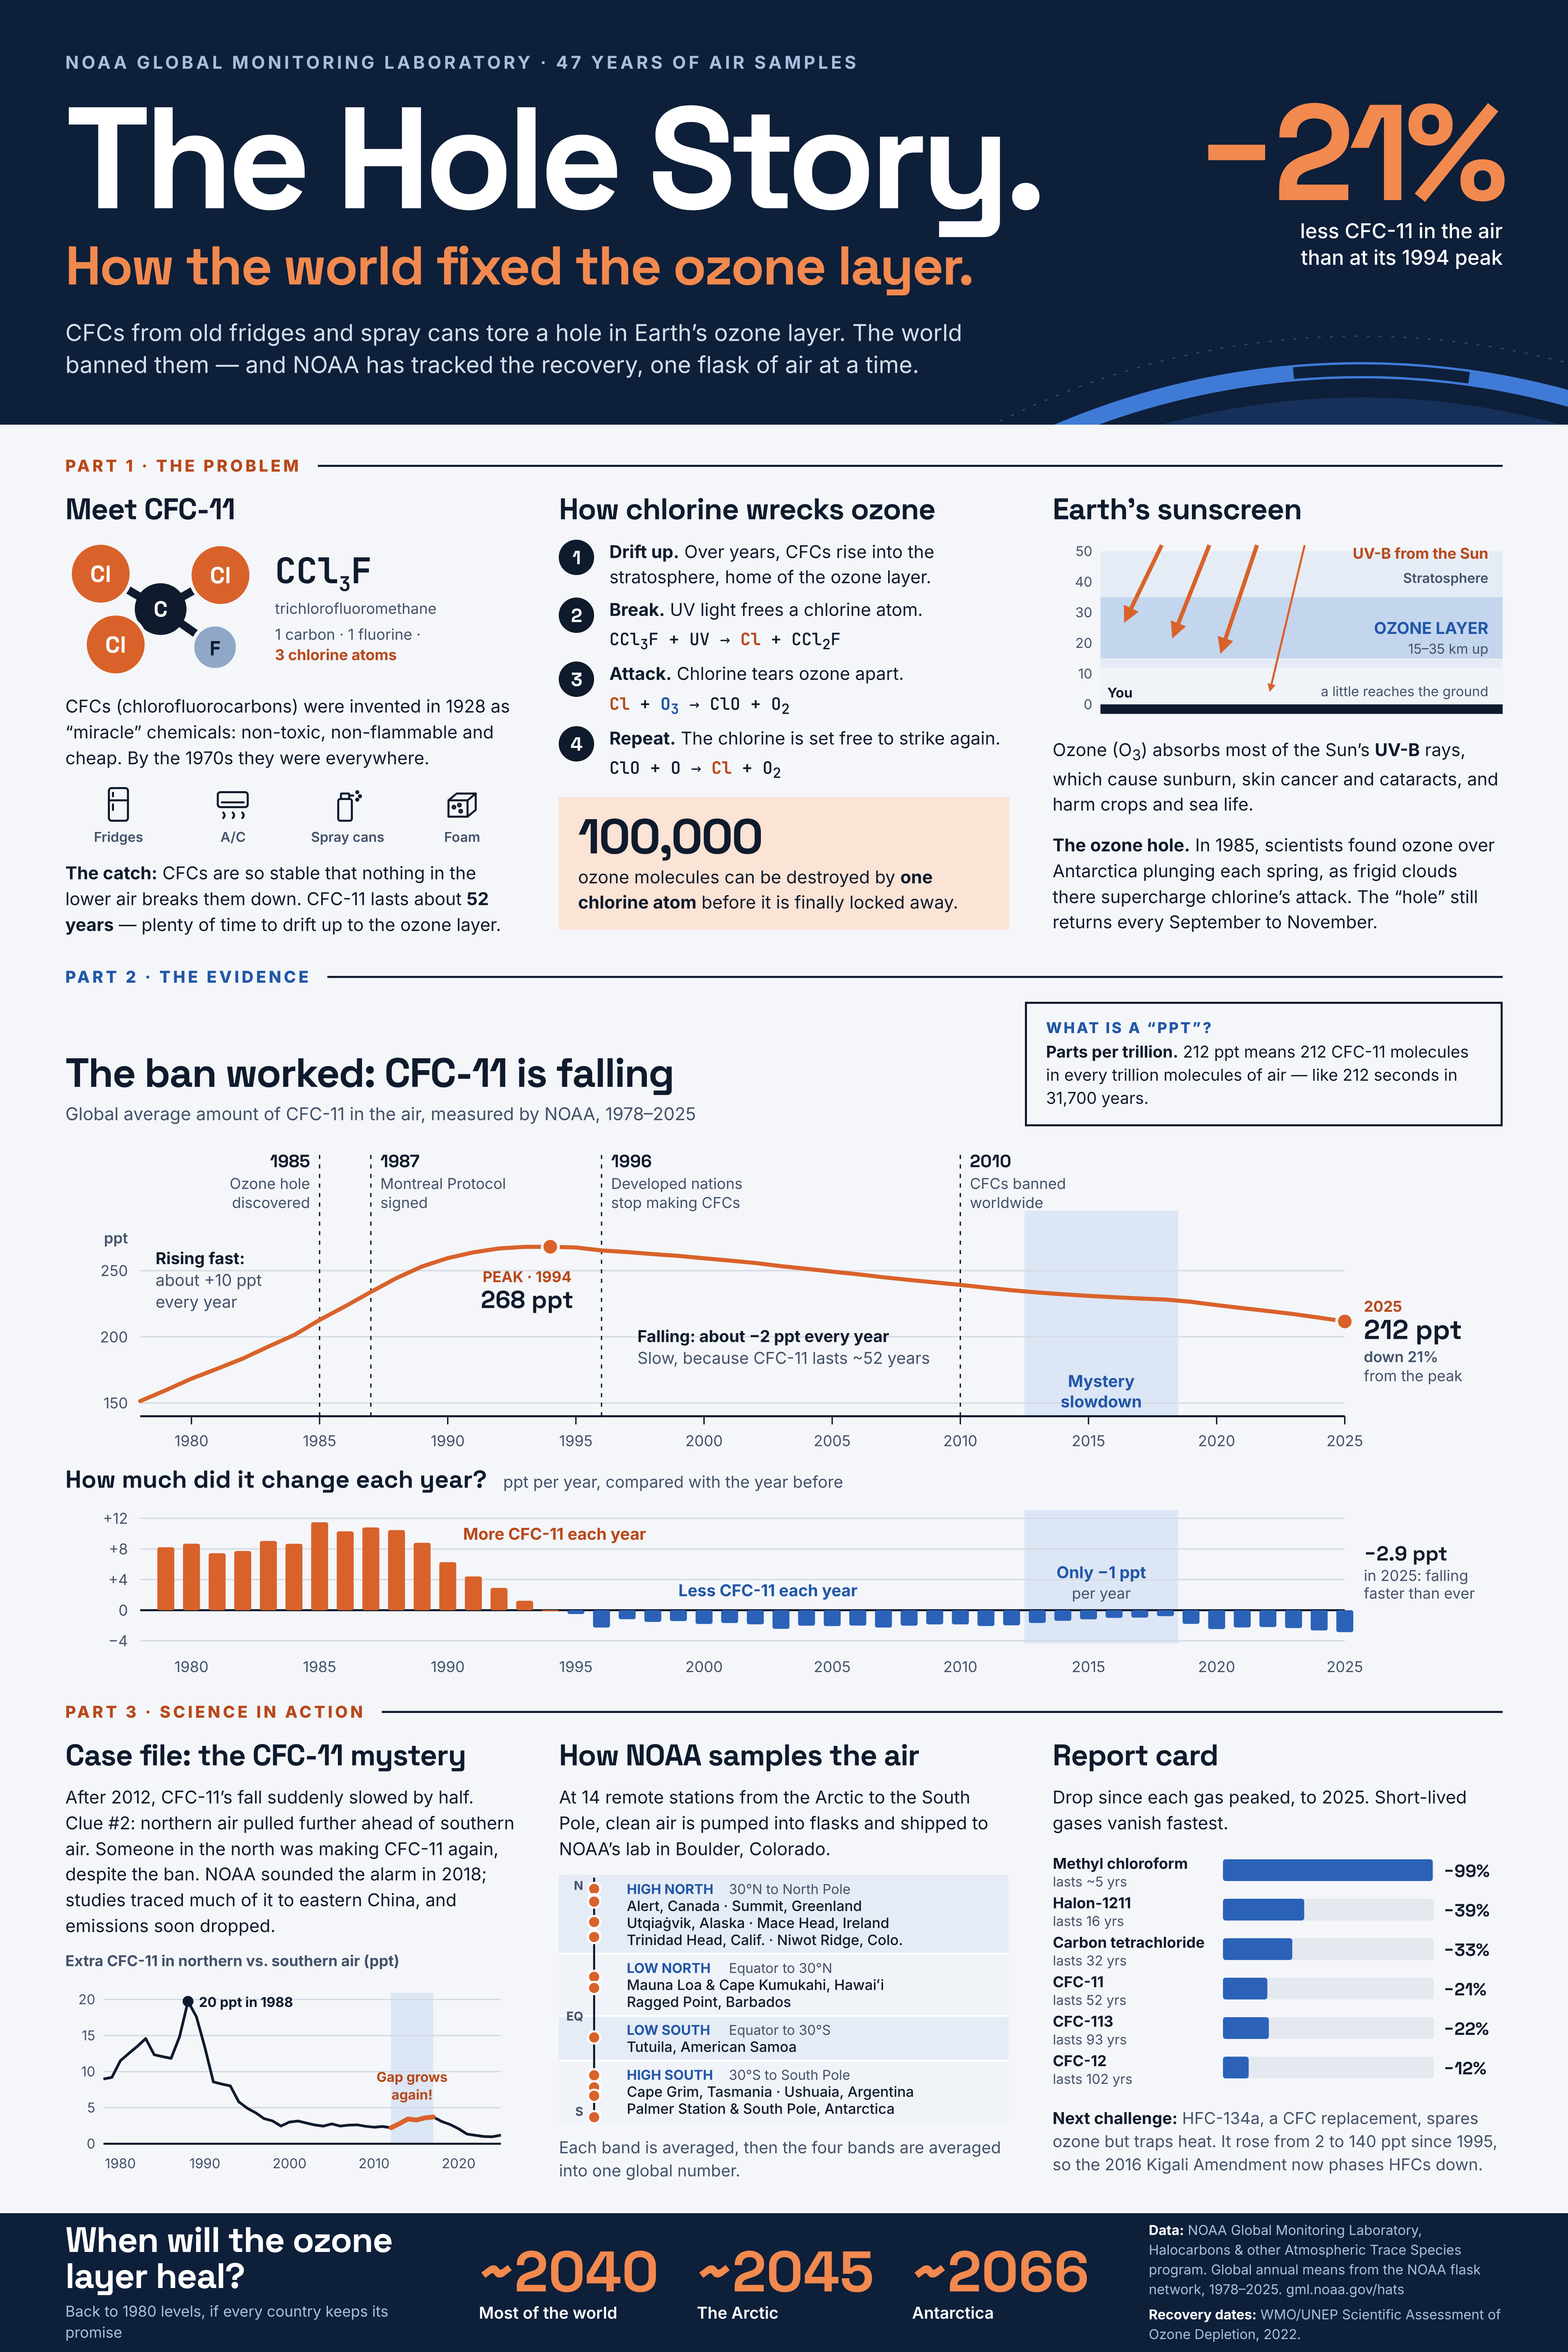 NOAA GLOBAL MONITORING LABORATORY · 47 YEARS OF AIR SAMPLES
The Hole Story.
How the world fixed the ozone layer.
CFCs from old fridges and spray cans tore a hole in Earth’s ozone layer. The world
banned them — and NOAA has tracked the recovery, one flask of air at a time.
−21%
less CFC-11 in the air
than at its 1994 peak
PART 1 · THE PROBLEM
Meet CFC-11
Cl
Cl
C
Cl
F
CCl₃F
trichlorofluoromethane
1 carbon · 1 fluorine ·
3 chlorine atoms
CFCs (chlorofluorocarbons) were invented in 1928 as
“miracle” chemicals: non-toxic, non-flammable and
cheap. By the 1970s they were everywhere.
Fridges
A/C
Spray cans
Foam
The catch: CFCs are so stable that nothing in the
lower air breaks them down. CFC-11 lasts about 52
years — plenty of time to drift up to the ozone layer.
How chlorine wrecks ozone
1
Drift up. Over years, CFCs rise into the
stratosphere, home of the ozone layer.
2
Break. UV light frees a chlorine atom.
CCl₃F + UV → Cl + CCl₂F
3
Attack. Chlorine tears ozone apart.
Cl + O₃ → ClO + O₂
4
Repeat. The chlorine is set free to strike again.
ClO + O → Cl + O₂
100,000
ozone molecules can be destroyed by one
chlorine atom before it is finally locked away.
Earth’s sunscreen
50
40
30
20
10
0
UV-B from the Sun
Stratosphere
OZONE LAYER
15–35 km up
You
a little reaches the ground
Ozone (O₃) absorbs most of the Sun’s UV-B rays,
which cause sunburn, skin cancer and cataracts, and
harm crops and sea life.
The ozone hole. In 1985, scientists found ozone over
Antarctica plunging each spring, as frigid clouds
there supercharge chlorine’s attack. The “hole” still
returns every September to November.
PART 2 · THE EVIDENCE
The ban worked: CFC-11 is falling
Global average amount of CFC-11 in the air, measured by NOAA, 1978–2025
WHAT IS A “PPT”?
Parts per trillion. 212 ppt means 212 CFC-11 molecules
in every trillion molecules of air — like 212 seconds in
31,700 years.
1985
Ozone hole
discovered
1987
Montreal Protocol
signed
1996
Developed nations
stop making CFCs
2010
CFCs banned
worldwide
ppt
250
200
150
Rising fast:
about +10 ppt
every year
PEAK · 1994
268 ppt
Falling: about −2 ppt every year
Slow, because CFC-11 lasts ~52 years
Mystery
slowdown
2025
212 ppt
down 21%
from the peak
1980 1985 1990 1995 2000 2005 2010 2015 2020 2025
How much did it change each year? ppt per year, compared with the year before
+12
+8
+4
0
−4
More CFC-11 each year
Less CFC-11 each year
Only −1 ppt
per year
−2.9 ppt
in 2025: falling
faster than ever
1980 1985 1990 1995 2000 2005 2010 2015 2020 2025
PART 3 · SCIENCE IN ACTION
Case file: the CFC-11 mystery
After 2012, CFC-11’s fall suddenly slowed by half.
Clue #2: northern air pulled further ahead of southern
air. Someone in the north was making CFC-11 again,
despite the ban. NOAA sounded the alarm in 2018;
studies traced much of it to eastern China, and
emissions soon dropped.
Extra CFC-11 in northern vs. southern air (ppt)
20
15
10
5
0
20 ppt in 1988
Gap grows
again!
1980 1990 2000 2010 2020
How NOAA samples the air
At 14 remote stations from the Arctic to the South
Pole, clean air is pumped into flasks and shipped to
NOAA’s lab in Boulder, Colorado.
N
EQ
S
HIGH NORTH 30°N to North Pole
Alert, Canada · Summit, Greenland
Utqiaġvik, Alaska · Mace Head, Ireland
Trinidad Head, Calif. · Niwot Ridge, Colo.
LOW NORTH Equator to 30°N
Mauna Loa & Cape Kumukahi, Hawaiʻi
Ragged Point, Barbados
LOW SOUTH Equator to 30°S
Tutuila, American Samoa
HIGH SOUTH 30°S to South Pole
Cape Grim, Tasmania · Ushuaia, Argentina
Palmer Station & South Pole, Antarctica
Each band is averaged, then the four bands are averaged
into one global number.
Report card
Drop since each gas peaked, to 2025. Short-lived
gases vanish fastest.
Methyl chloroform
lasts ~5 yrs
−99%
Halon-1211
lasts 16 yrs
−39%
Carbon tetrachloride
lasts 32 yrs
−33%
CFC-11
lasts 52 yrs
−21%
CFC-113
lasts 93 yrs
−22%
CFC-12
lasts 102 yrs
−12%
Next challenge: HFC-134a, a CFC replacement, spares
ozone but traps heat. It rose from 2 to 140 ppt since 1995,
so the 2016 Kigali Amendment now phases HFCs down.
When will the ozone
layer heal?
Back to 1980 levels, if every country keeps its
promise
~2040
Most of the world
~2045
The Arctic
~2066
Antarctica
Data: NOAA Global Monitoring Laboratory,
Halocarbons & other Atmospheric Trace Species
program. Global annual means from the NOAA flask
network, 1978–2025. gml.noaa.gov/hats
Recovery dates: WMO/UNEP Scientific Assessment of
Ozone Depletion, 2022.